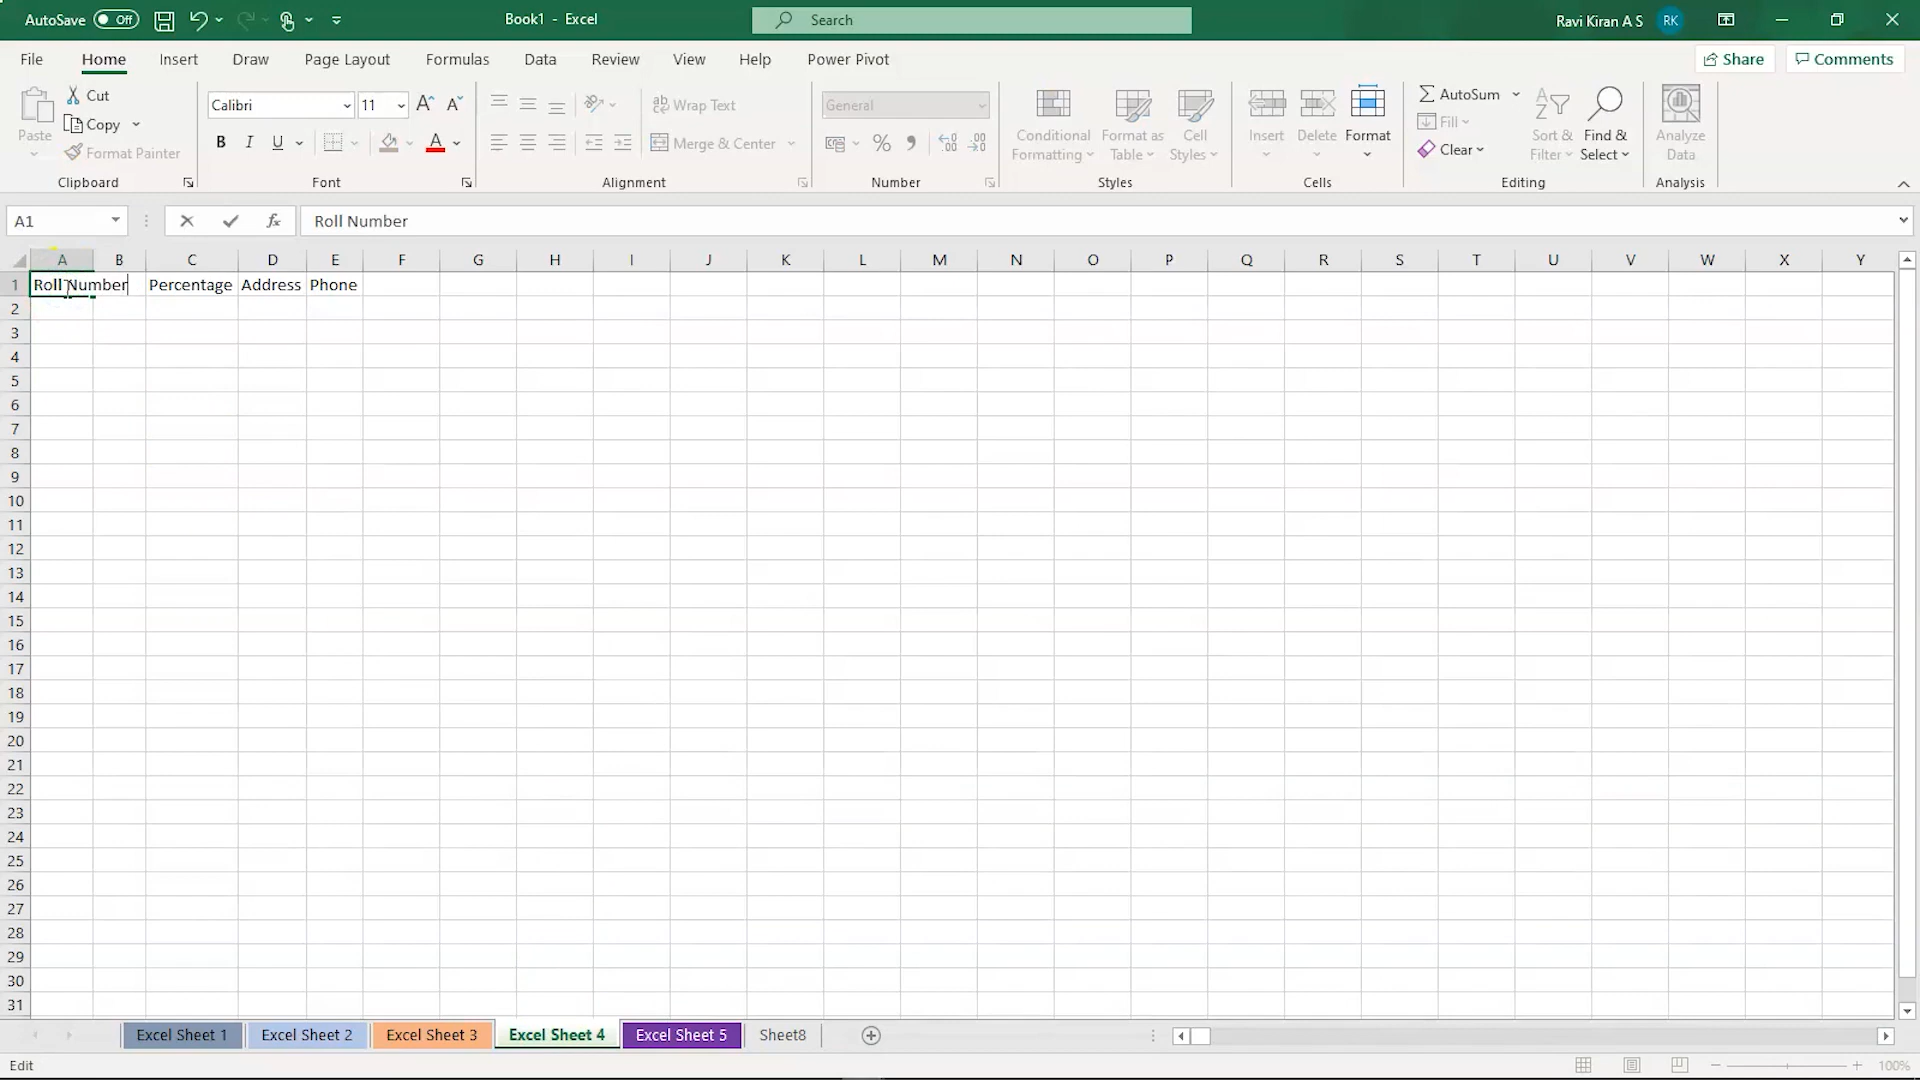 AutoSave Off Book1 - Excel Search Ravi Kiran A S RK
File Home Insert Draw Page Layout Formulas Data Review View Help Power Pivot Share Comments
Paste Cut Copy Format Painter Clipboard
Calibri 11 B I U A Font
ab Wrap Text Merge & Center Alignment
General % Number
Conditional Formatting Format as Table Cell Styles Styles
Insert Delete Format Cells
AutoSum Fill Clear Sort & Filter Find & Select Editing
Analyze Data Analysis
A1 fx Roll Number
A B C D E F G H I J K L M N O P Q R S T U V W X Y
1 Roll Number Percentage Address Phone
2
3
4
5
6
7
8
9
10
11
12
13
14
15
16
17
18
19
20
21
22
23
24
25
26
27
28
29
30
31
Excel Sheet 1 Excel Sheet 2 Excel Sheet 3 Excel Sheet 4 Excel Sheet 5 Sheet8
Edit 100%